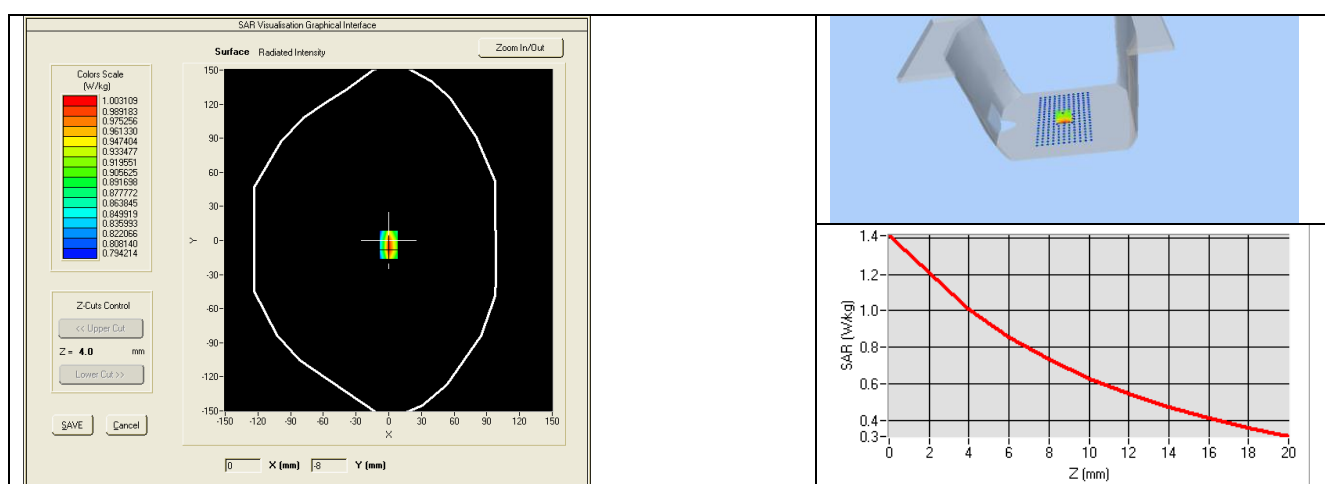 SAR Visualisation Graphical Interface
Surface Radiated Intensity
Zoom In/Out
Colors Scale
(W/kg)
1.003109
0.989183
0.975256
0.961330
0.947404
0.933477
0.919551
0.905625
0.891698
0.877772
0.863845
0.849919
0.835993
0.822066
0.808140
0.794214
Z-Cuts Control
<< Upper Cut
Z = 4.0 mm
Lower Cut >>
SAVE Cancel
150-
120-
90-
60-
30-
0-
-30-
-60-
-90-
-120-
-150-
Y
-150 -120 -90 -60 -30 0 30 60 90 120 150
X
0 X (mm) -8 Y (mm)
1.4-
1.2-
1.0-
0.8-
0.6-
0.4-
0.3-
SAR (W/kg)
0 2 4 6 8 10 12 14 16 18 20
Z (mm)